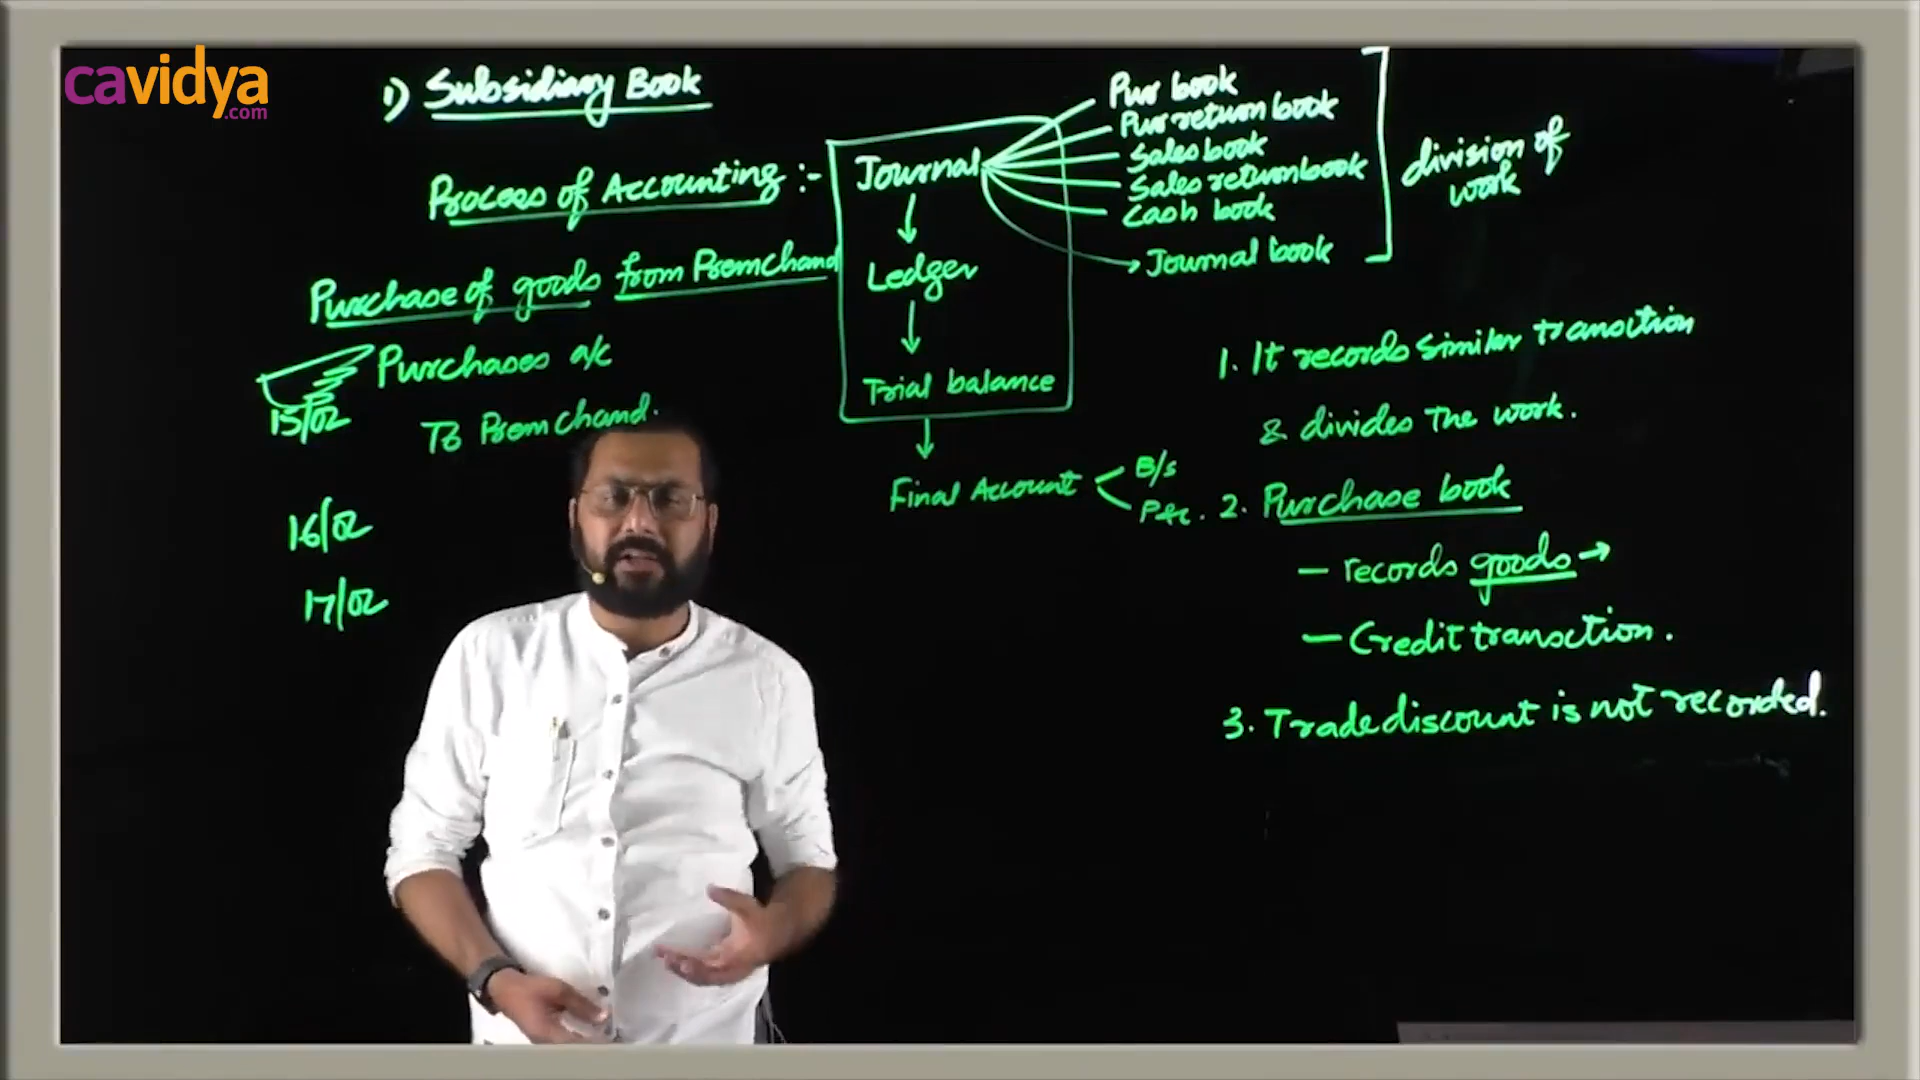 cavidya
.com
1) Subsidiary Book
Process of Accounting :-
Journal
Ledger
Trial balance
Final Account
B/s
P&L.
Pur book
Pur return book
Sales book
Sales return book
Cash book
Journal book
division of
work
Purchase of goods from Premchand
Purchases a/c
To Premchand.
15/02
16/02
17/02
1. It records similar transction
& divides The work.
2. Purchase book
- records goods →
- Credit transction.
3. Trade discount is not recorded.